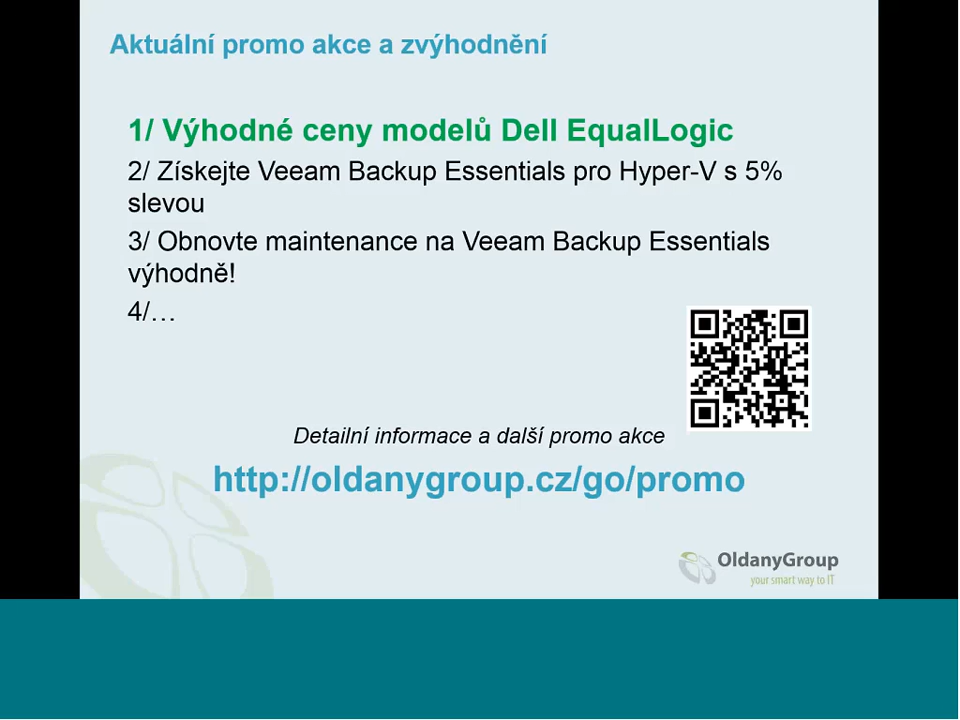 Aktuální promo akce a zvýhodnění
1/ Výhodné ceny modelů Dell EqualLogic
2/ Získejte Veeam Backup Essentials pro Hyper-V s 5%
slevou
3/ Obnovte maintenance na Veeam Backup Essentials
výhodně!
4/…
Detailní informace a další promo akce
http://oldanygroup.cz/go/promo
OldanyGroup
your smart way to IT